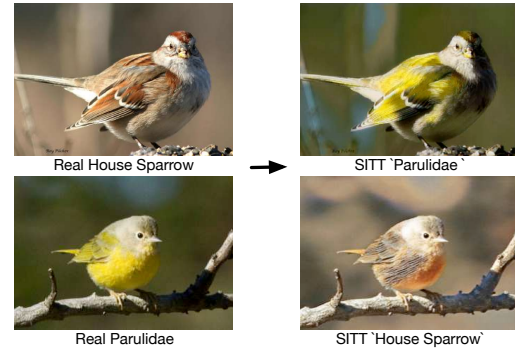 Real House Sparrow
SITT `Parulidae`
Real Parulidae
SITT `House Sparrow`